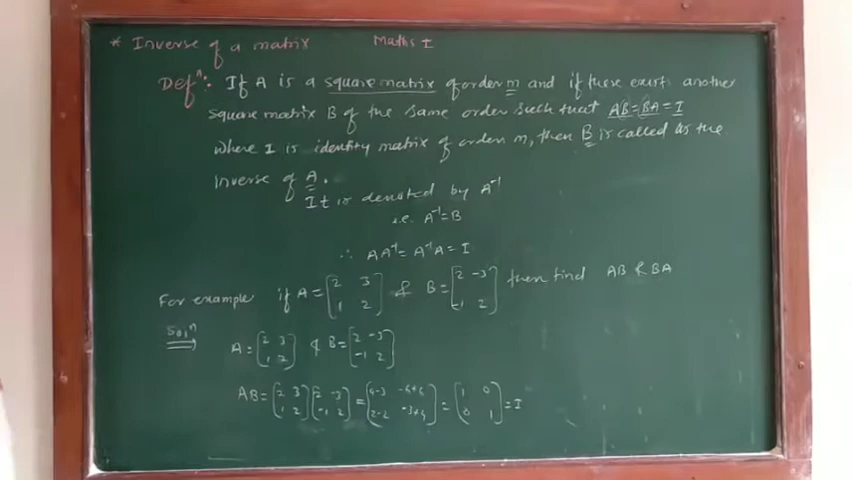 * Inverse of a matrix Maths I
Defⁿ: If A is a square matrix of order m and if there exist another
square matrix B of the same order such that AB=BA=I
where I is identity matrix of order m, then B is called as the
inverse of A.
It is denoted by A⁻¹
i.e. A⁻¹=B
∴ AA⁻¹=A⁻¹A=I
For example if A=[2 3; 1 2] & B=[2 -3; -1 2] then find AB & BA
Solⁿ
A=[2 3; 1 2] & B=[2 -3; -1 2]
AB=[2 3; 1 2][2 -3; -1 2]=[4-3 -6+6; 2-2 -3+4]=[1 0; 0 1]=I